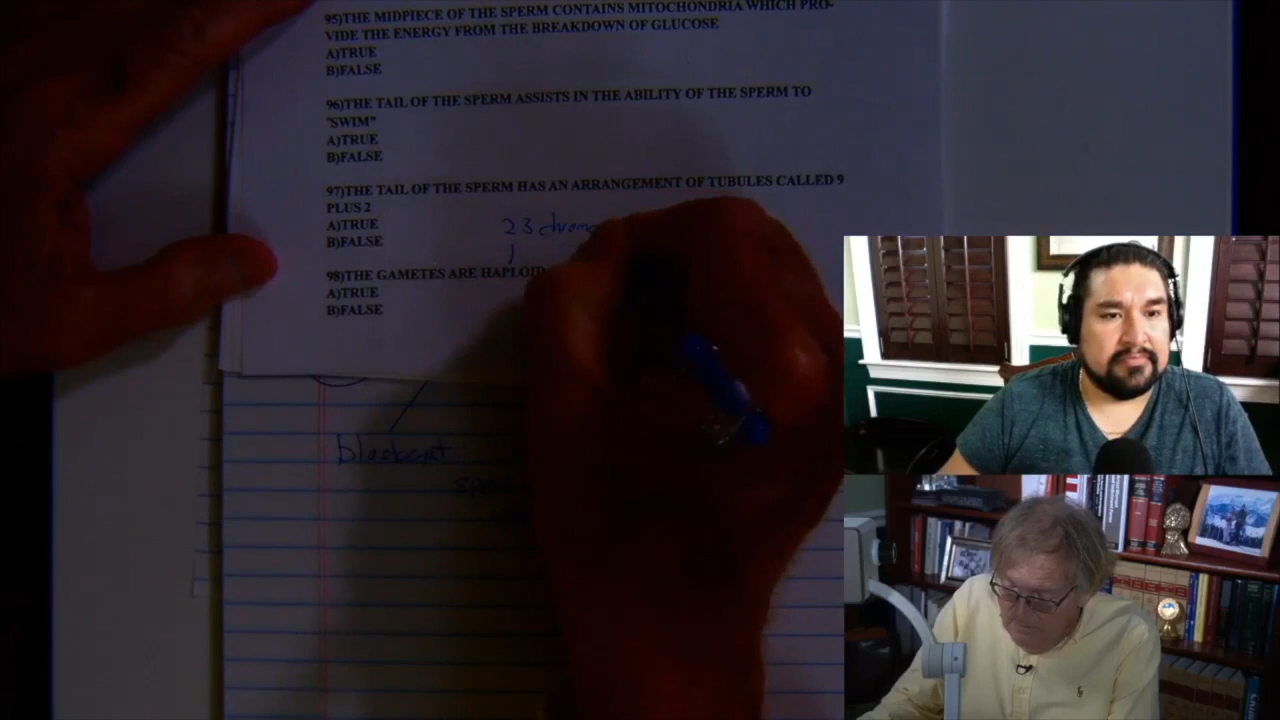 95)THE MIDPIECE OF THE SPERM CONTAINS MITOCHONDRIA WHICH PRO-
VIDE THE ENERGY FROM THE BREAKDOWN OF GLUCOSE
A)TRUE
B)FALSE
96)THE TAIL OF THE SPERM ASSISTS IN THE ABILITY OF THE SPERM TO
"SWIM"
A)TRUE
B)FALSE
97)THE TAIL OF THE SPERM HAS AN ARRANGEMENT OF TUBULES CALLED 9
PLUS 2
A)TRUE
B)FALSE
23 chromo
98)THE GAMETES ARE HAPLOID
A)TRUE
B)FALSE